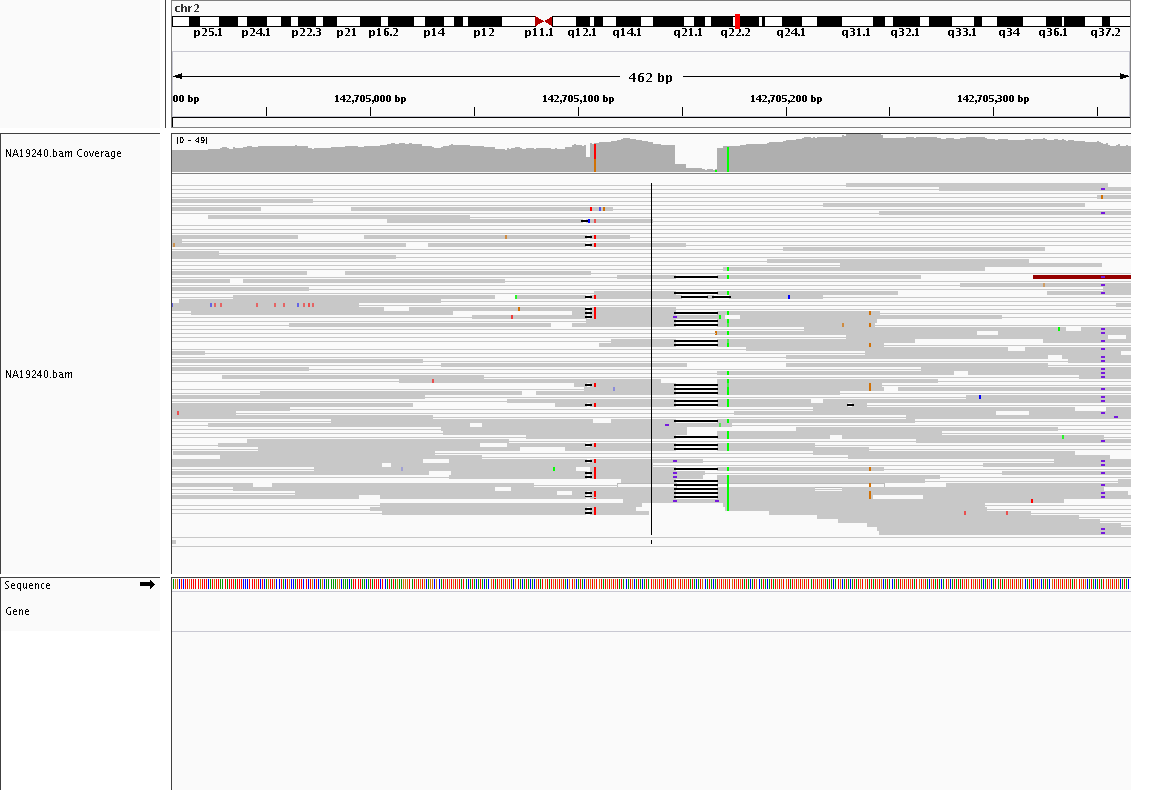 chr2
p25.1 p24.1 p22.3 p21 p16.2 p14 p12 p11.1 q12.1 q14.1 q21.1 q22.2 q24.1 q31.1 q32.1 q33.1 q34 q36.1 q37.2
462 bp
00 bp 142,705,000 bp 142,705,100 bp 142,705,200 bp 142,705,300 bp
NA19240.bam Coverage
[0 - 49]
NA19240.bam
Sequence
Gene